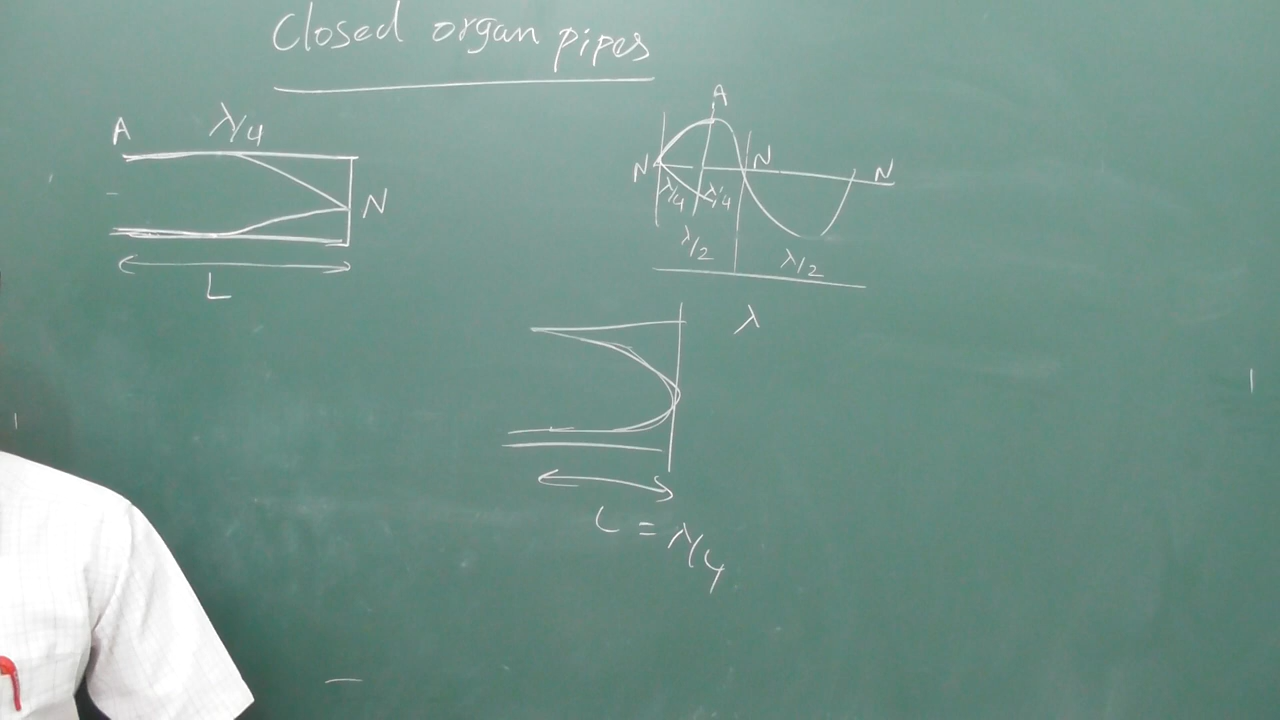 Closed organ pipes
A λ/4
N
L
A
N N N
λ/4 λ/4
λ/2 λ/2
λ
L = λ/4